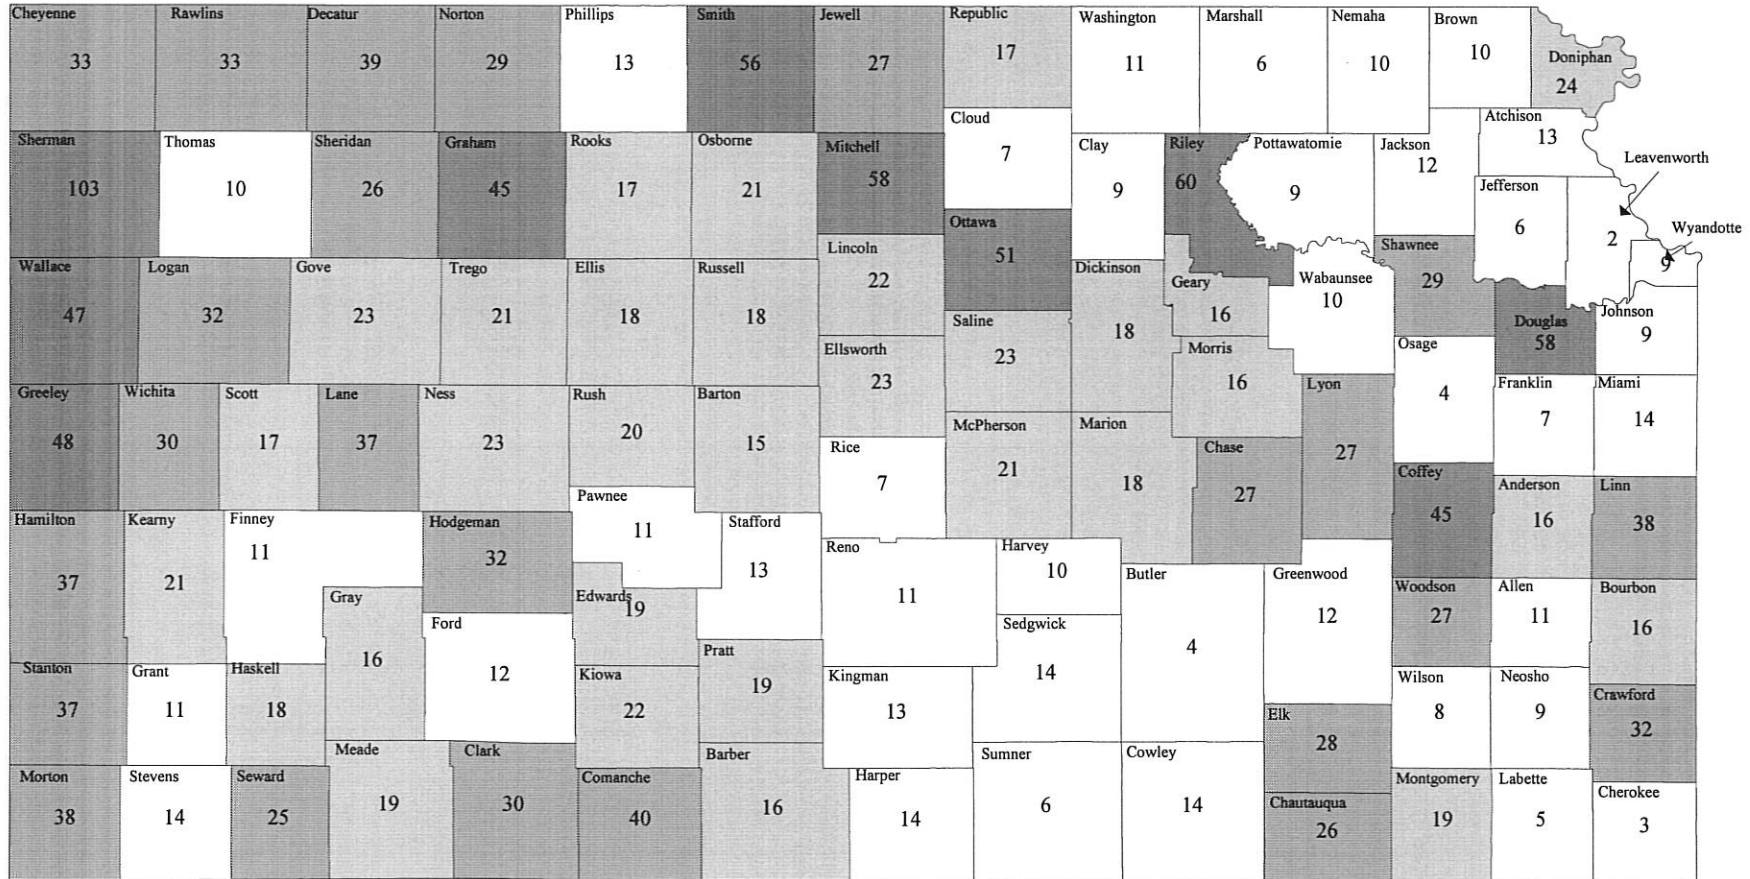 Cheyenne
33
Rawlins
33
Decatur
39
Norton
29
Phillips
13
Smith
56
Jewell
27
Republic
17
Washington
11
Marshall
6
Nemaha
10
Brown
10
Doniphan
24
Sherman
103
Thomas
10
Sheridan
26
Graham
45
Rooks
17
Osborne
21
Mitchell
58
Cloud
7
Clay
9
Riley
60
Pottawatomie
9
Jackson
12
Atchison
13
Leavenworth
2
Jefferson
6
Wyandotte
9
Wallace
47
Logan
32
Gove
23
Trego
21
Ellis
18
Russell
18
Lincoln
22
Ottawa
51
Dickinson
18
Geary
16
Wabaunsee
10
Shawnee
29
Douglas
58
Johnson
9
Ellsworth
23
Saline
23
Morris
16
Osage
4
Greeley
48
Wichita
30
Scott
17
Lane
37
Ness
23
Rush
20
Barton
15
Rice
7
McPherson
21
Marion
18
Chase
27
Lyon
27
Franklin
7
Miami
14
Coffey
45
Anderson
16
Linn
38
Hamilton
37
Kearny
21
Finney
11
Hodgeman
32
Pawnee
11
Stafford
13
Reno
11
Harvey
10
Butler
4
Greenwood
12
Woodson
27
Allen
11
Bourbon
16
Gray
16
Ford
12
Edwards
19
Sedgwick
14
Stanton
37
Grant
11
Haskell
18
Kiowa
22
Pratt
19
Kingman
13
Wilson
8
Neosho
9
Crawford
32
Elk
28
Morton
38
Stevens
14
Seward
25
Meade
19
Clark
30
Comanche
40
Barber
16
Harper
14
Sumner
6
Cowley
14
Chautauqua
26
Montgomery
19
Labette
5
Cherokee
3